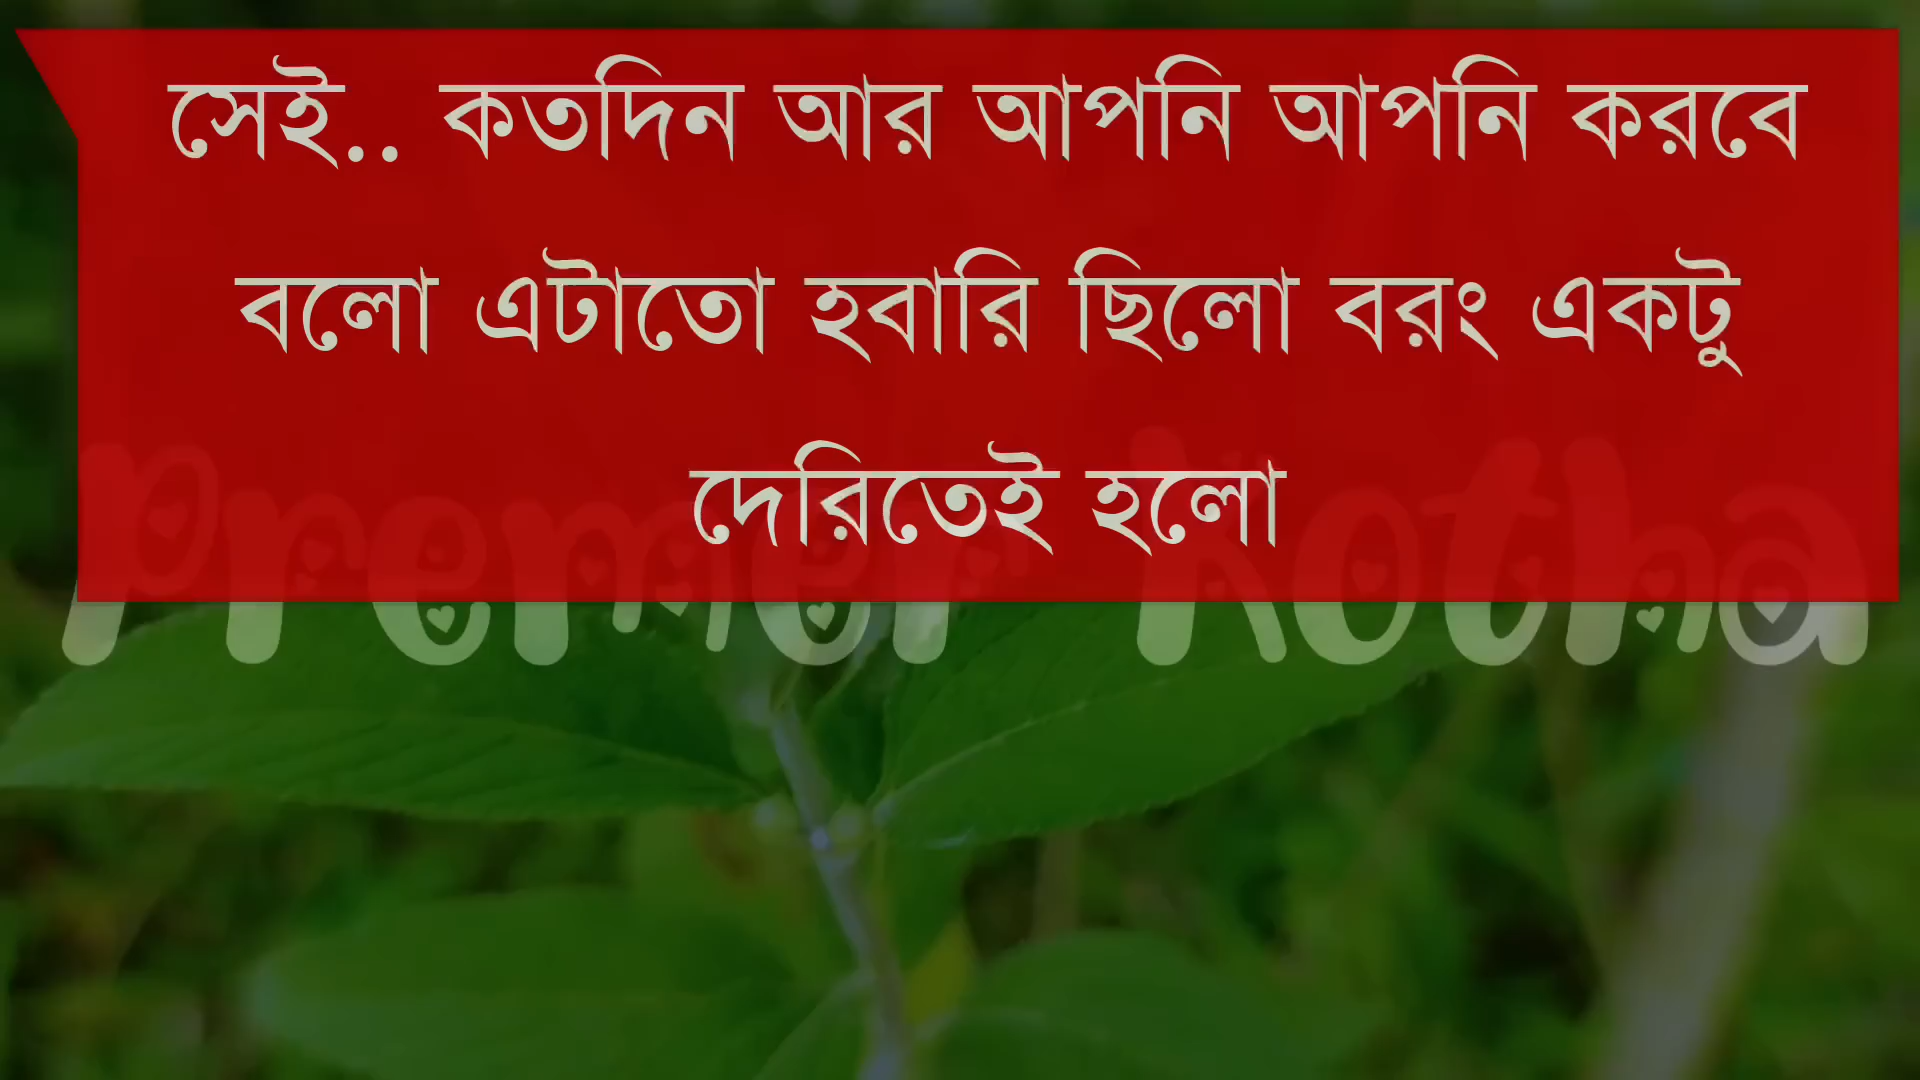 সেই.. কতদিন আর আপনি আপনি করবে
বলো এটাতো হবারি ছিলো বরং একটু
দেরিতেই হলো
Premer Kotha